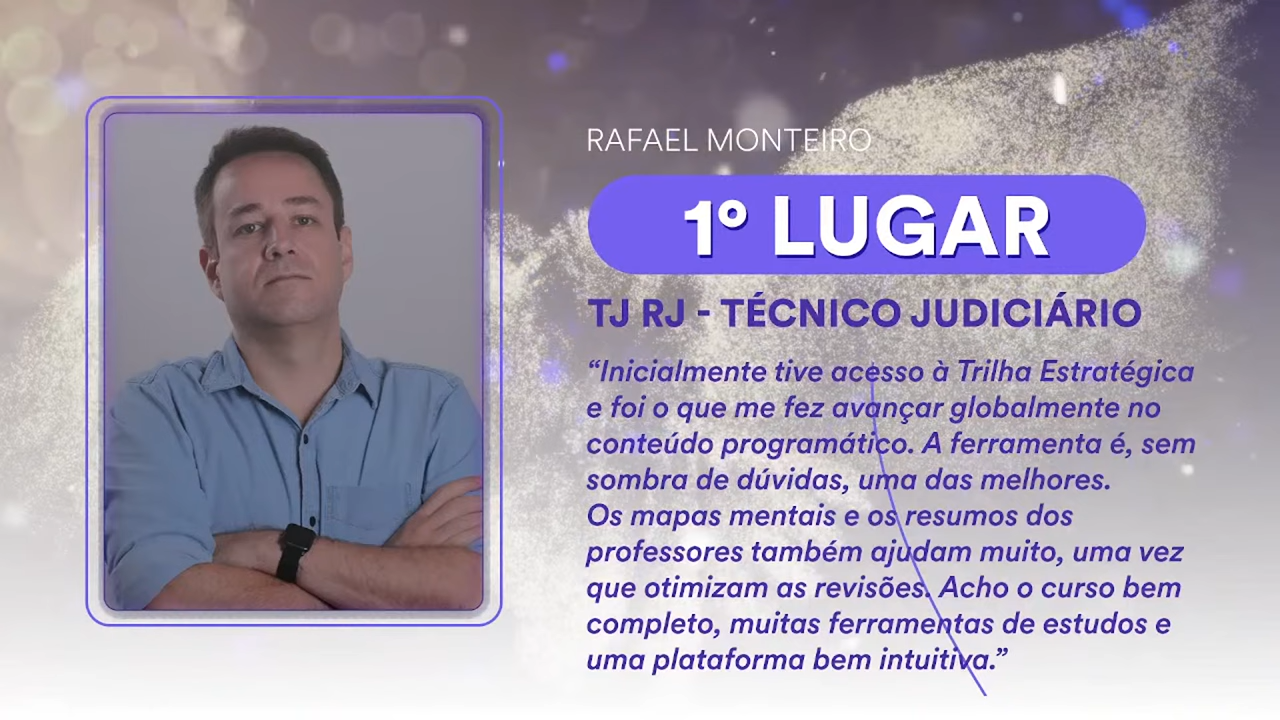 RAFAEL MONTEIRO
1º LUGAR
TJ RJ - TÉCNICO JUDICIÁRIO
“Inicialmente tive acesso à Trilha Estratégica
e foi o que me fez avançar globalmente no
conteúdo programático. A ferramenta é, sem
sombra de dúvidas, uma das melhores.
Os mapas mentais e os resumos dos
professores também ajudam muito, uma vez
que otimizam as revisões. Acho o curso bem
completo, muitas ferramentas de estudos e
uma plataforma bem intuitiva.”